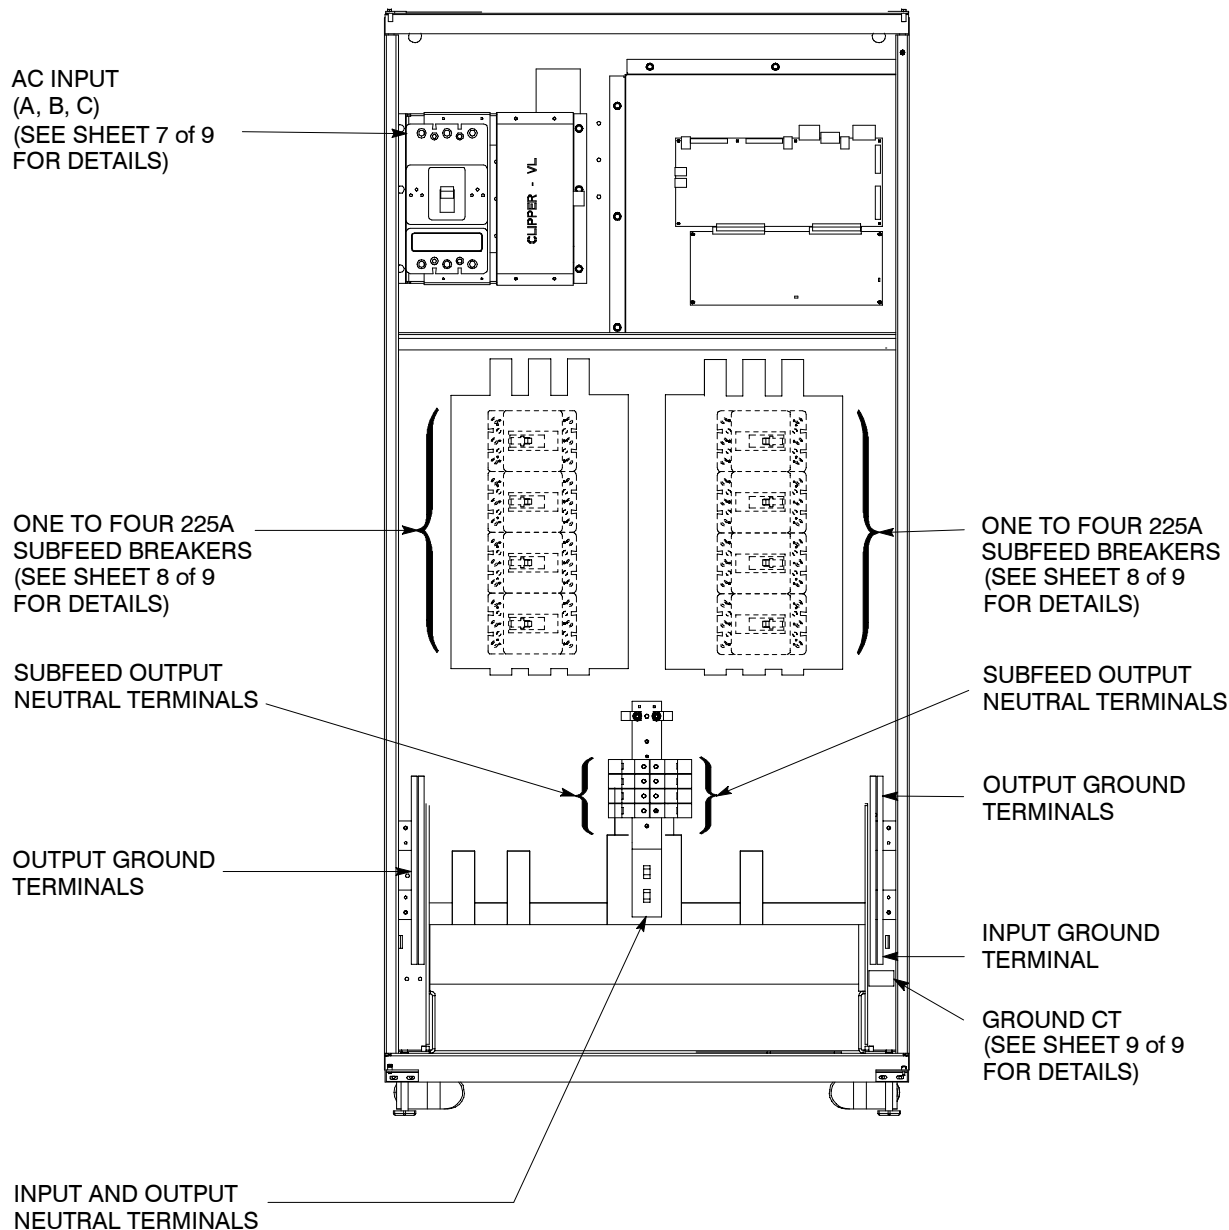 AC INPUT
(A, B, C)
(SEE SHEET 7 of 9
FOR DETAILS)
CLIPPER - VL
ONE TO FOUR 225A
SUBFEED BREAKERS
(SEE SHEET 8 of 9
FOR DETAILS)
ONE TO FOUR 225A
SUBFEED BREAKERS
(SEE SHEET 8 of 9
FOR DETAILS)
SUBFEED OUTPUT
NEUTRAL TERMINALS
SUBFEED OUTPUT
NEUTRAL TERMINALS
OUTPUT GROUND
TERMINALS
OUTPUT GROUND
TERMINALS
INPUT GROUND
TERMINAL
GROUND CT
(SEE SHEET 9 of 9
FOR DETAILS)
INPUT AND OUTPUT
NEUTRAL TERMINALS